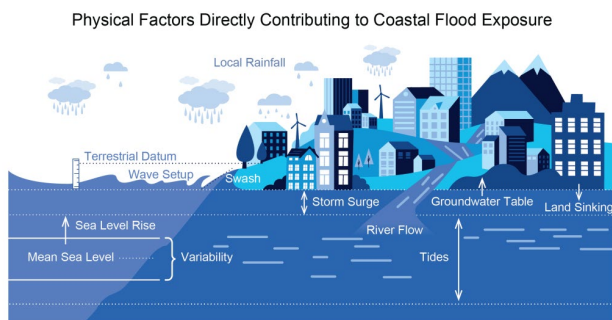 Physical Factors Directly Contributing to Coastal Flood Exposure
Local Rainfall
Terrestrial Datum
Wave Setup
Swash
Storm Surge
Groundwater Table
Land Sinking
Sea Level Rise
River Flow
Mean Sea Level
Variability
Tides